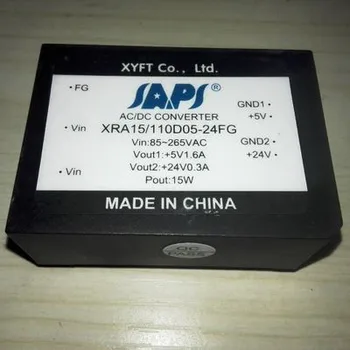 XYFT Co., Ltd.
• FG
SAPS®
GND1 •
+5V •
AC/DC CONVERTER
• Vin
XRA15/110D05-24FG
Vin:85~265VAC
GND2 •
Vout1:+5V1.6A
+24V •
Vout2:+24V0.3A
• Vin
Pout:15W
MADE IN CHINA
QC
PASS